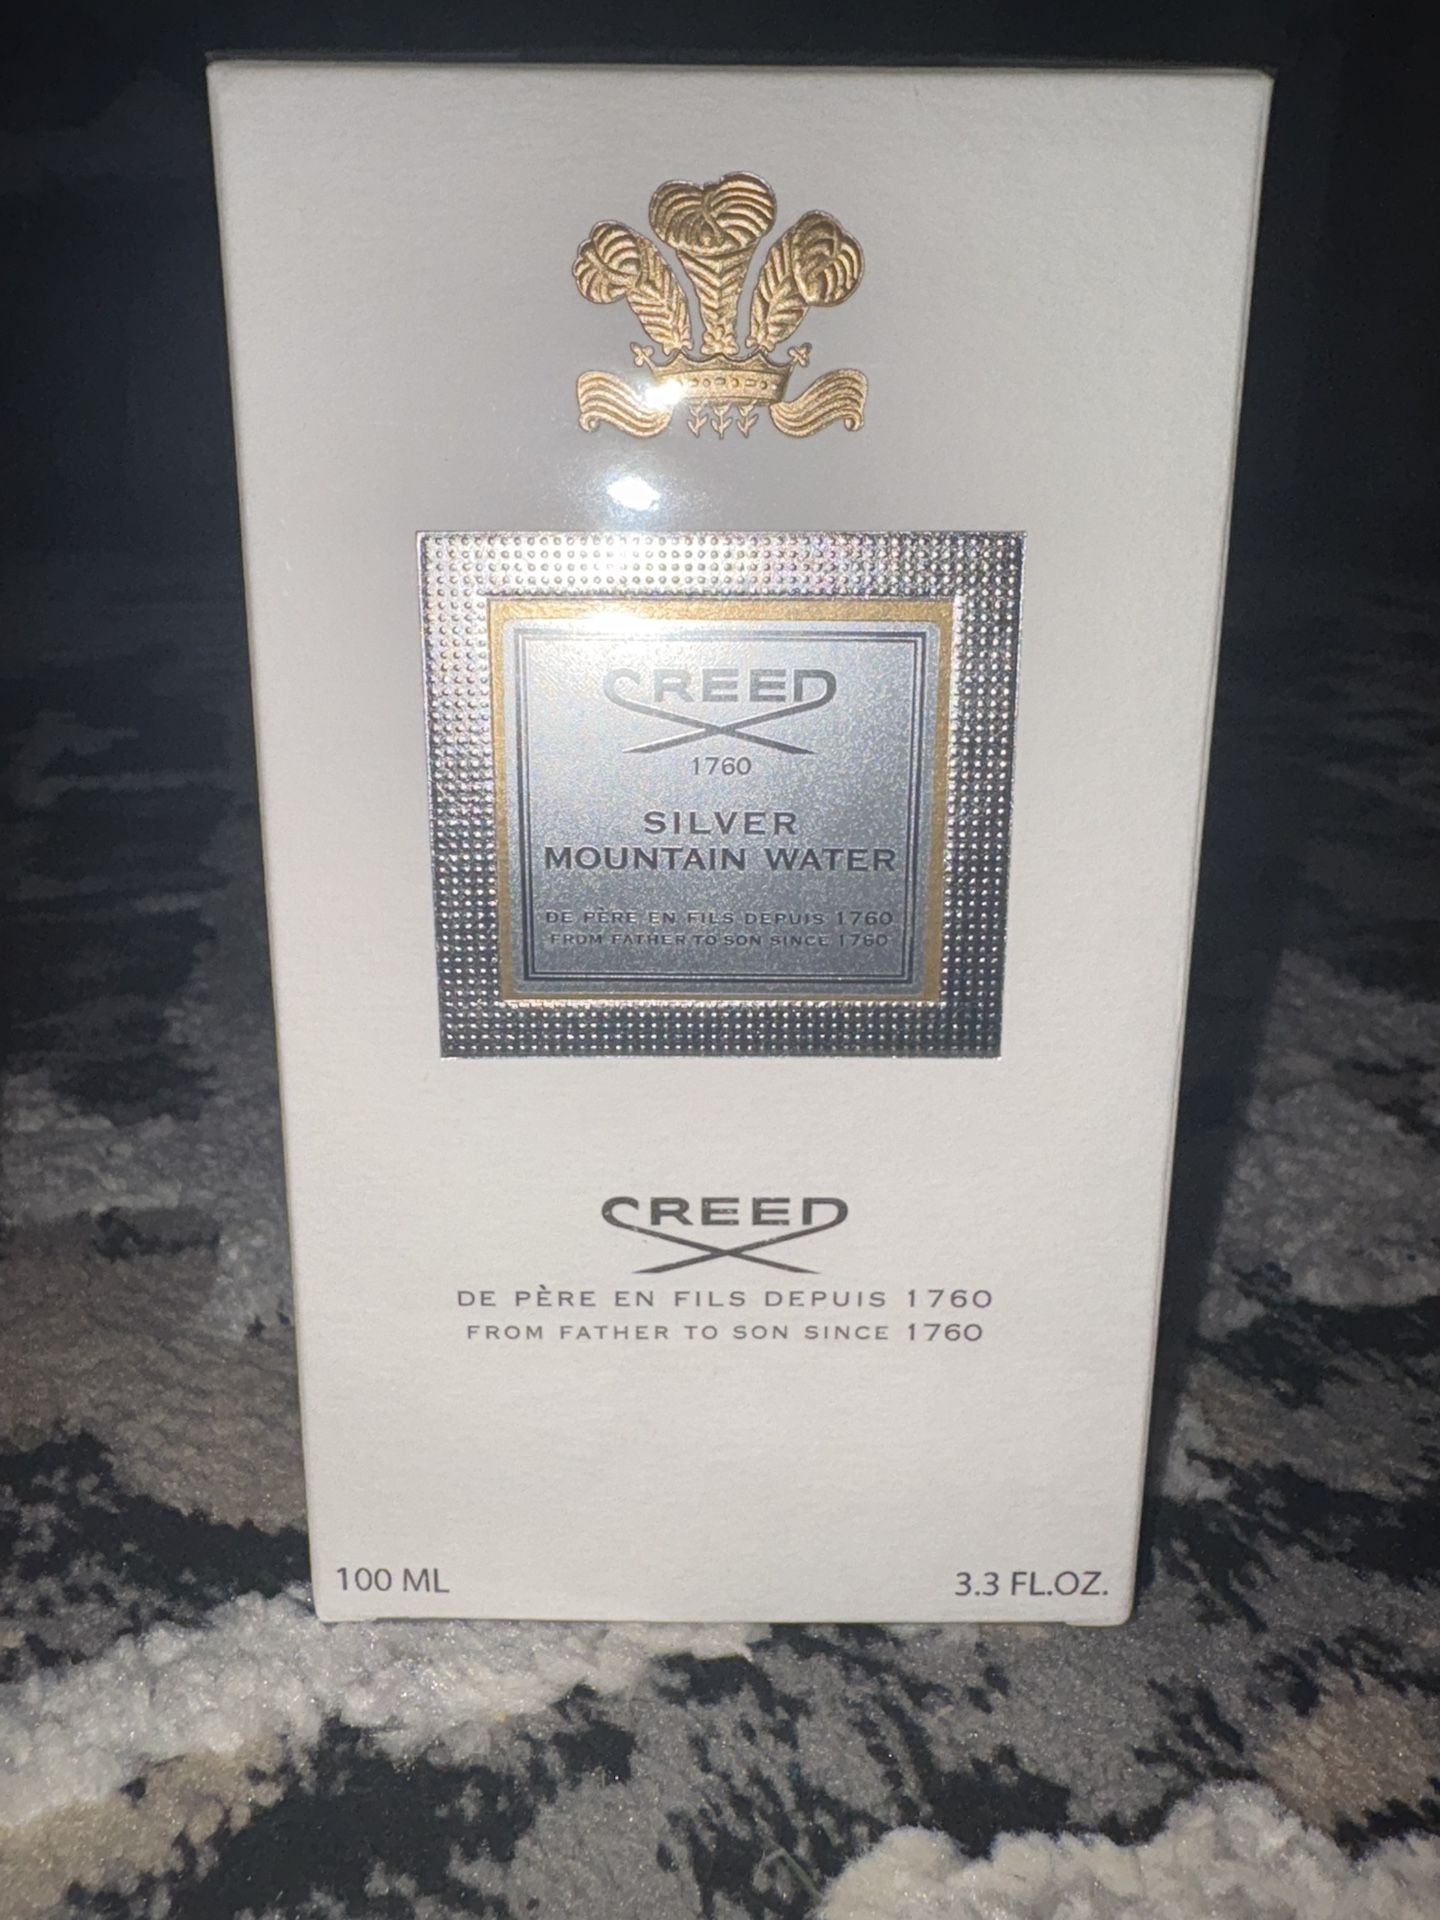 CREED
1760
SILVER
MOUNTAIN WATER
DE PÈRE EN FILS DEPUIS 1760
FROM FATHER TO SON SINCE 1760
CREED
DE PÈRE EN FILS DEPUIS 1760
FROM FATHER TO SON SINCE 1760
100 ML
3.3 FL.OZ.